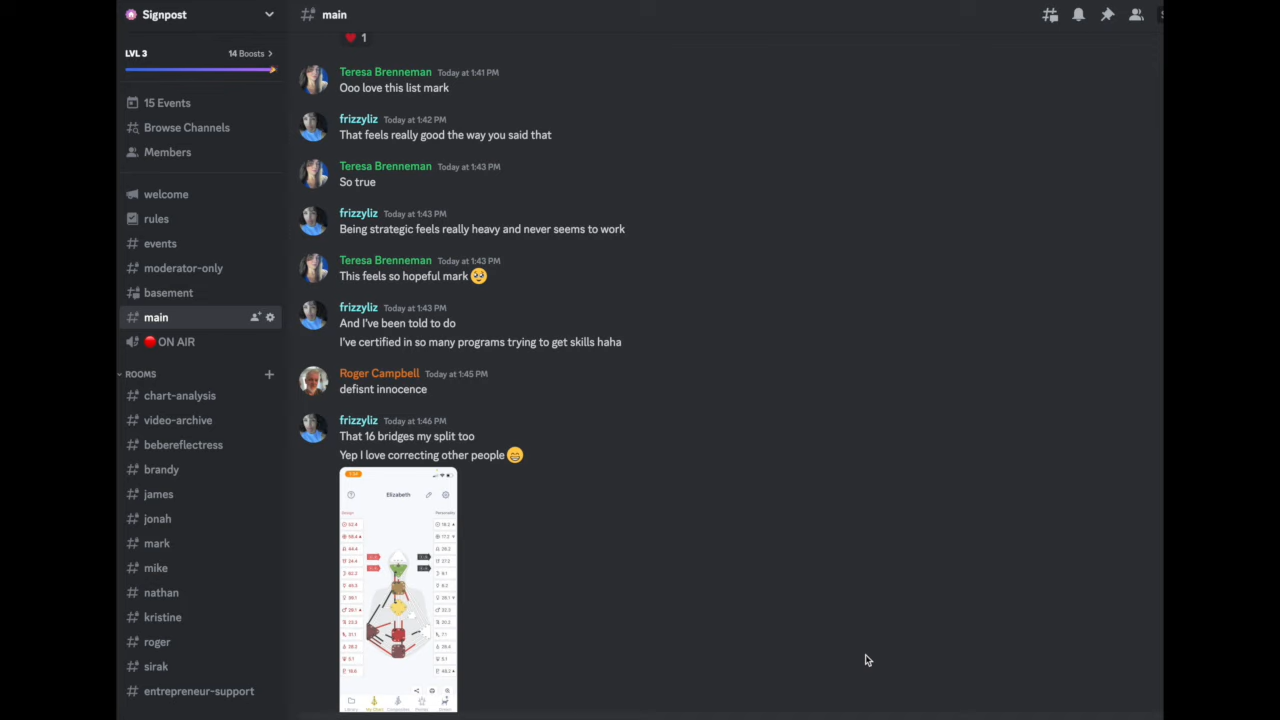 Signpost
main
LVL 3
14 Boosts
15 Events
Browse Channels
Members
welcome
rules
events
moderator-only
basement
main
🔴ON AIR
ROOMS
chart-analysis
video-archive
bebereflectress
brandy
james
jonah
mark
mike
nathan
kristine
roger
sirak
entrepreneur-support
❤️ 1
Teresa Brenneman Today at 1:41 PM
Ooo love this list mark
frizzyliz Today at 1:42 PM
That feels really good the way you said that
Teresa Brenneman Today at 1:43 PM
So true
frizzyliz Today at 1:43 PM
Being strategic feels really heavy and never seems to work
Teresa Brenneman Today at 1:43 PM
This feels so hopeful mark 🥹
frizzyliz Today at 1:43 PM
And I've been told to do
I've certified in so many programs trying to get skills haha
Roger Campbell Today at 1:45 PM
defisnt innocence
frizzyliz Today at 1:46 PM
That 16 bridges my split too
Yep I love correcting other people 😁
Elizabeth
Design
Personality